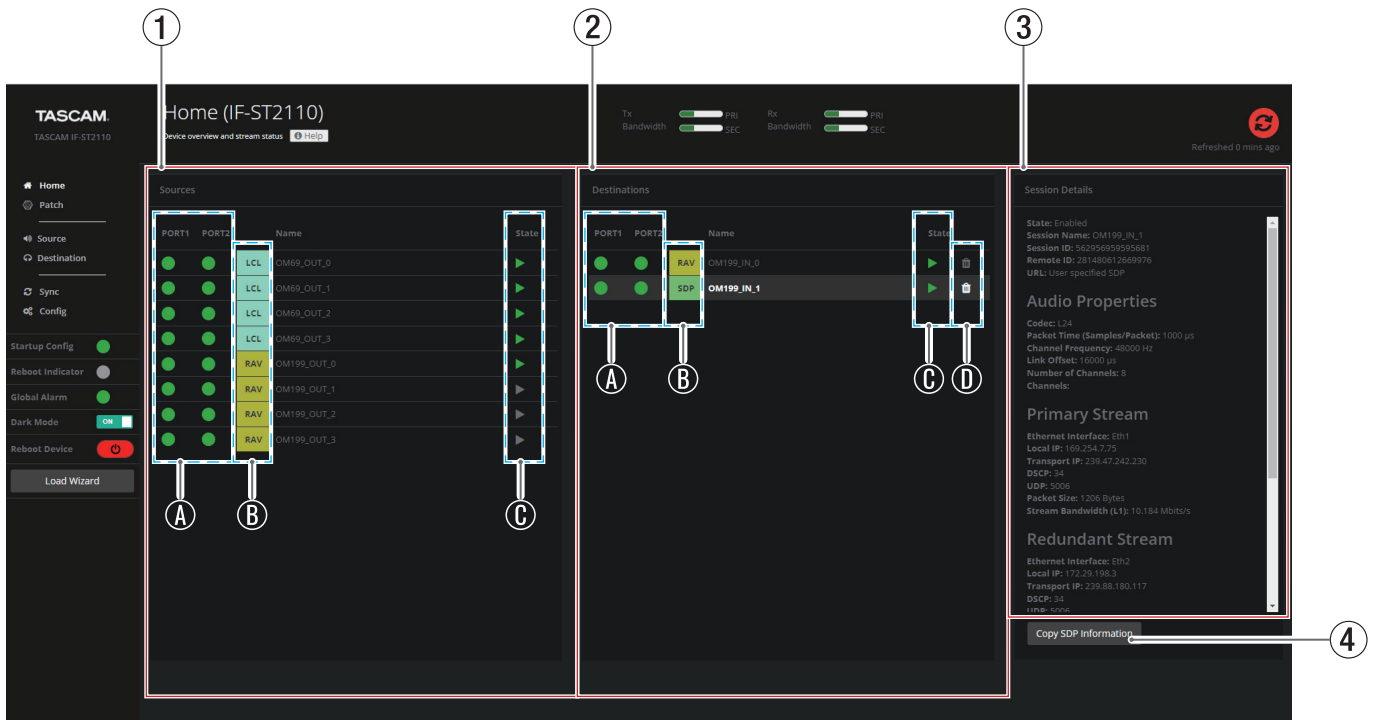 1 2 3
TASCAM.
TASCAM IF-ST2110
Home (IF-ST2110)
Device overview and stream status Help
Tx Bandwidth PRI SEC
Rx Bandwidth PRI SEC
Refreshed 0 mins ago
Home
Patch
Source
Destination
Sync
Config
Startup Config
Reboot Indicator
Global Alarm
Dark Mode ON
Reboot Device
Load Wizard
Sources
PORT1 PORT2 Name State
LCL OM69_OUT_0
LCL OM69_OUT_1
LCL OM69_OUT_2
LCL OM69_OUT_3
RAV OM199_OUT_0
RAV OM199_OUT_1
RAV OM199_OUT_2
RAV OM199_OUT_3
A B C
Destinations
PORT1 PORT2 Name State
RAV OM199_IN_0
SDP OM199_IN_1
A B C D
Session Details
State: Enabled
Session Name: OM199_IN_1
Session ID: 562956959595681
Remote ID: 281480612669976
URL: User specified SDP
Audio Properties
Codec: L24
Packet Time (Samples/Packet): 1000 μs
Channel Frequency: 48000 Hz
Link Offset: 16000 μs
Number of Channels: 8
Channels:
Primary Stream
Ethernet Interface: Eth1
Local IP: 169.254.7.75
Transport IP: 239.47.242.230
DSCP: 34
UDP: 5006
Packet Size: 1206 Bytes
Stream Bandwidth (L1): 10.184 Mbits/s
Redundant Stream
Ethernet Interface: Eth2
Local IP: 172.29.198.3
Transport IP: 239.88.180.117
DSCP: 34
UDP: 5006
Copy SDP Information
4